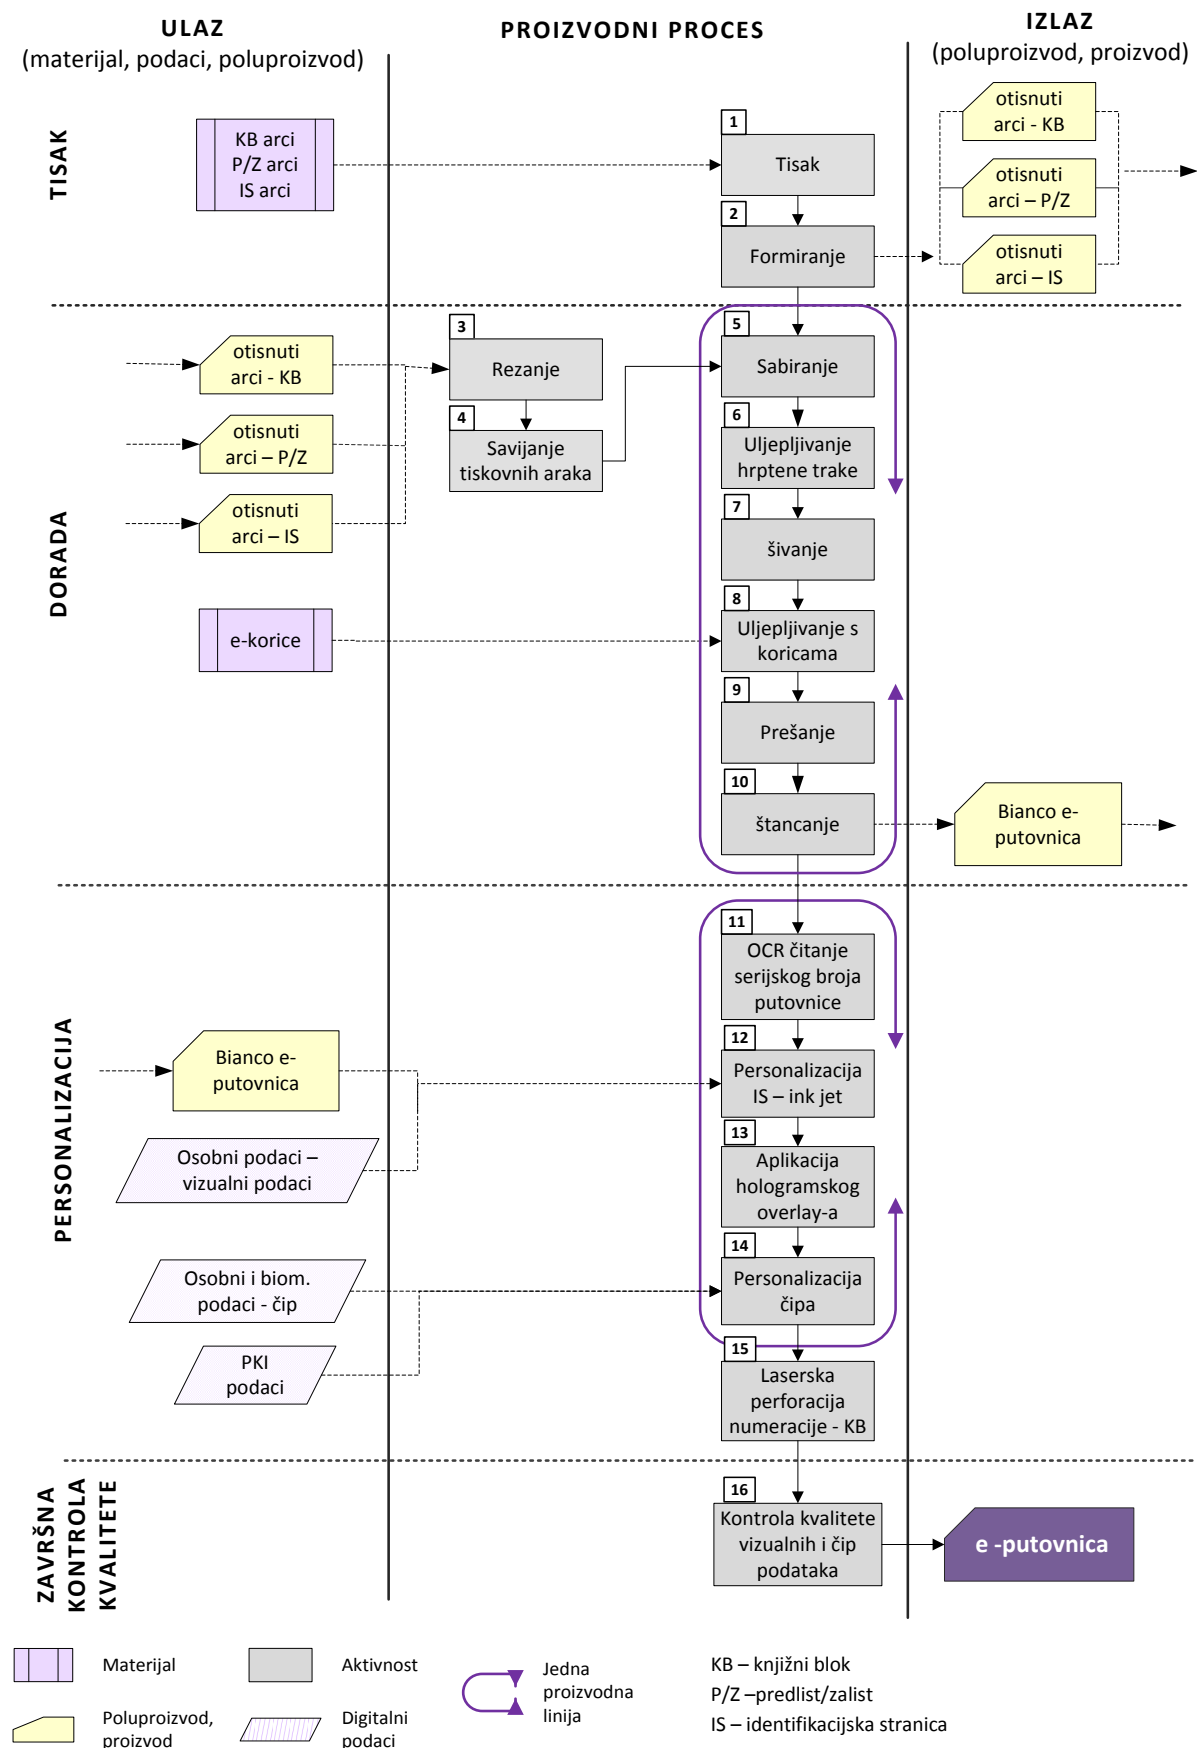 ULAZ
(materijal, podaci, poluproizvod)
PROIZVODNI PROCES
IZLAZ
(poluproizvod, proizvod)
TISAK
KB arci
P/Z arci
IS arci
1
Tisak
2
Formiranje
otisnuti
arci - KB
otisnuti
arci – P/Z
otisnuti
arci – IS
DORADA
otisnuti
arci - KB
otisnuti
arci – P/Z
otisnuti
arci – IS
e-korice
3
Rezanje
4
Savijanje
tiskovnih araka
5
Sabiranje
6
Uljepljivanje
hrptene trake
7
šivanje
8
Uljepljivanje s
koricama
9
Prešanje
10
štancanje
Bianco e-
putovnica
PERSONALIZACIJA
Bianco e-
putovnica
Osobni podaci –
vizualni podaci
Osobni i biom.
podaci - čip
PKI
podaci
11
OCR čitanje
serijskog broja
putovnice
12
Personalizacija
IS – ink jet
13
Aplikacija
hologramskog
overlay-a
14
Personalizacija
čipa
15
Laserska
perforacija
numeracije - KB
ZAVRŠNA
KONTROLA
KVALITETE
16
Kontrola kvalitete
vizualnih i čip
podataka
e -putovnica
Materijal
Aktivnost
Jedna
proizvodna
linija
Poluproizvod,
proizvod
Digitalni
podaci
KB – knjižni blok
P/Z –predlist/zalist
IS – identifikacijska stranica